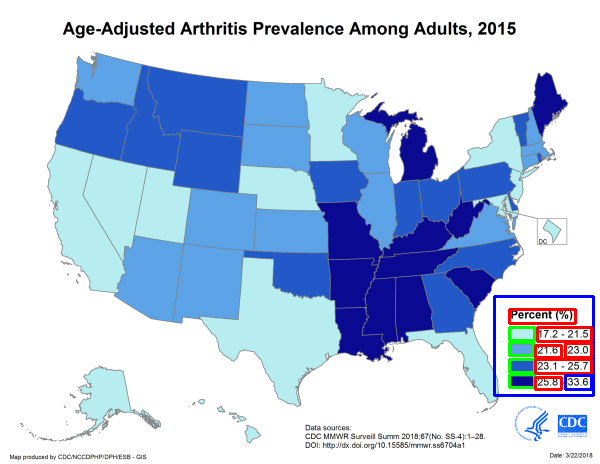 Age-Adjusted Arthritis Prevalence Among Adults, 2015
DC
Percent (%)
17.2 - 21.5
21.6 - 23.0
23.1 - 25.7
25.8 - 33.6
Data sources:
CDC MMWR Surveill Summ 2018;67(No. SS-4):1–28.
DOI: http://dx.doi.org/10.15585/mmwr.ss6704a1
CDC
Map produced by CDC/NCCDPHP/DPH/ESB - GIS
Date: 3/22/2018